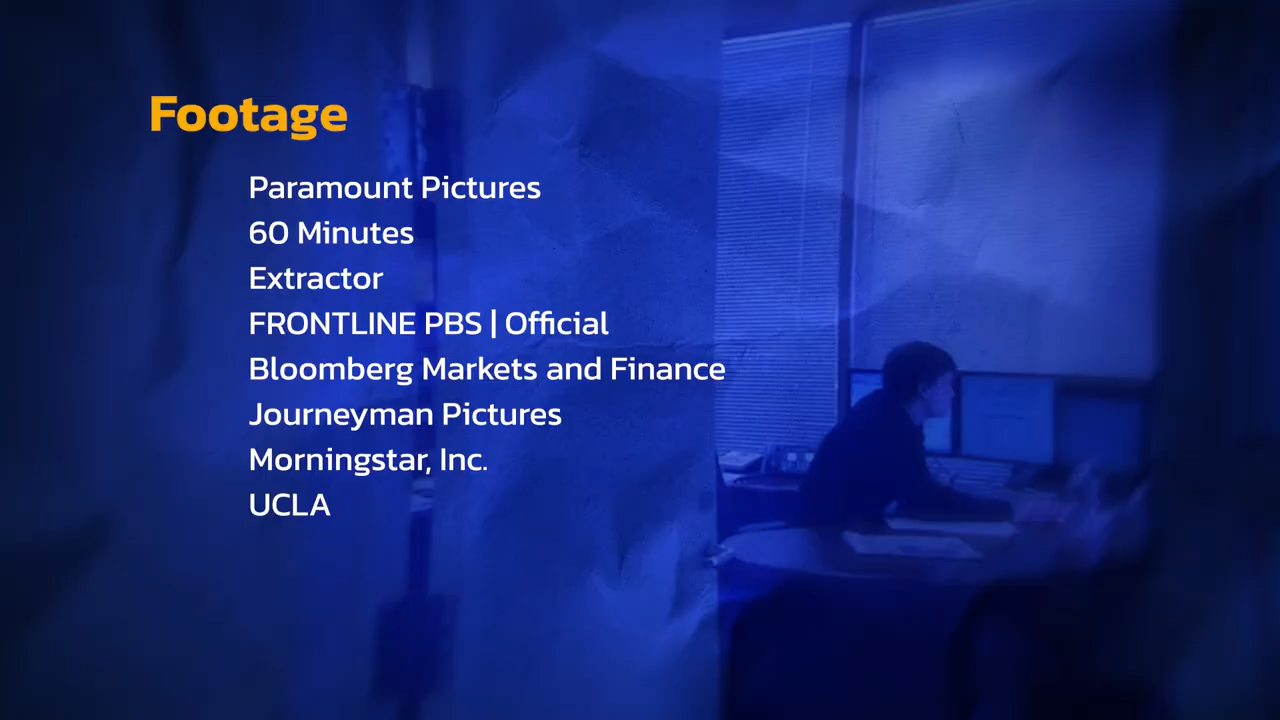 Footage
Paramount Pictures
60 Minutes
Extractor
FRONTLINE PBS | Official
Bloomberg Markets and Finance
Journeyman Pictures
Morningstar, Inc.
UCLA